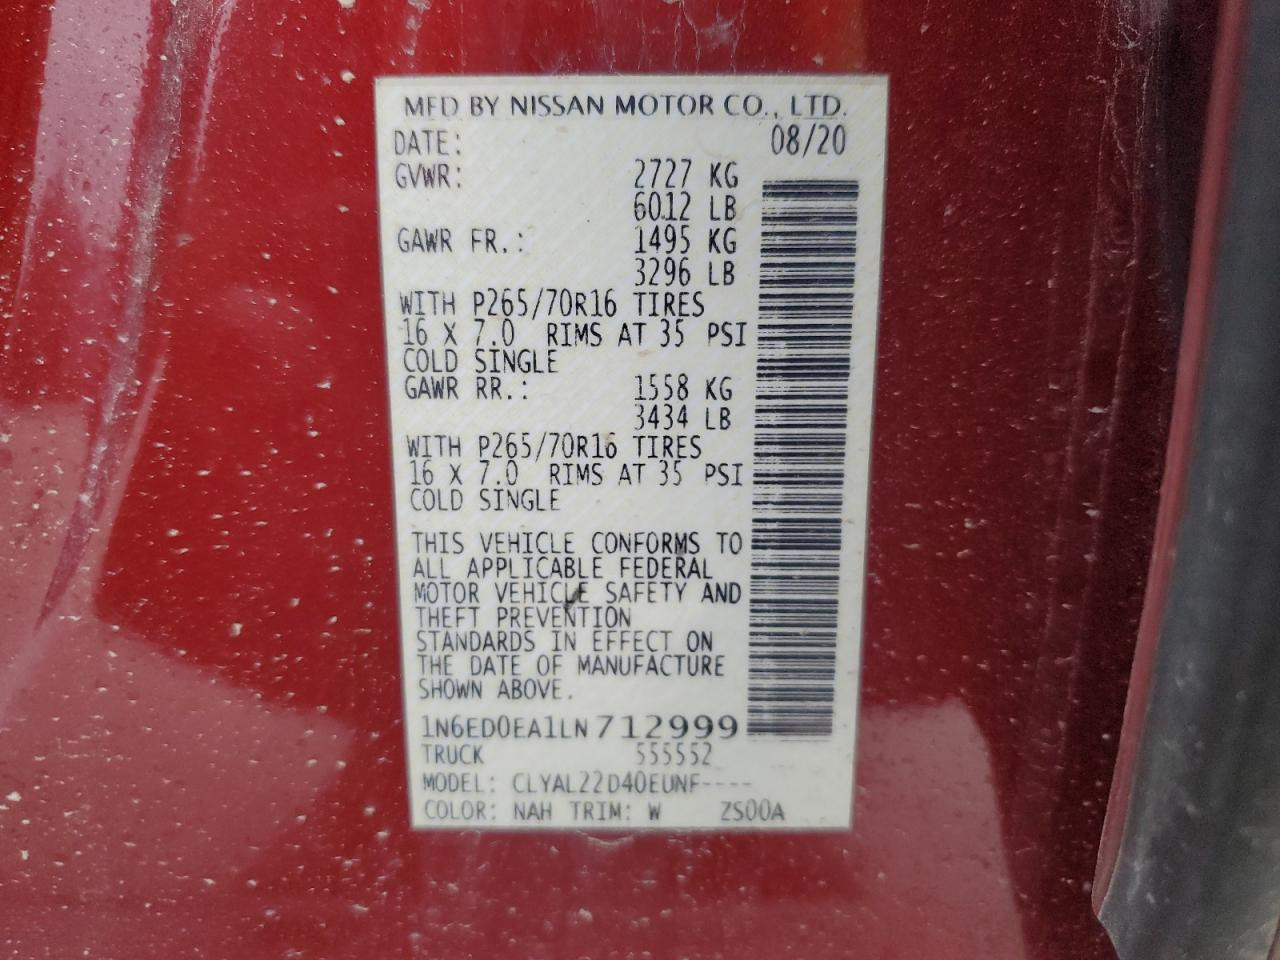 MFD BY NISSAN MOTOR CO., LTD.
DATE: 08/20
GVWR: 2727 KG
6012 LB
GAWR FR.: 1495 KG
3296 LB
WITH P265/70R16 TIRES
16 X 7.0 RIMS AT 35 PSI
COLD SINGLE
GAWR RR.: 1558 KG
3434 LB
WITH P265/70R16 TIRES
16 X 7.0 RIMS AT 35 PSI
COLD SINGLE
THIS VEHICLE CONFORMS TO
ALL APPLICABLE FEDERAL
MOTOR VEHICLE SAFETY AND
THEFT PREVENTION
STANDARDS IN EFFECT ON
THE DATE OF MANUFACTURE
SHOWN ABOVE.
1N6ED0EA1LN712999
TRUCK 555552
MODEL: CLYAL22D40EUNF----
COLOR: NAH TRIM: W ZS00A